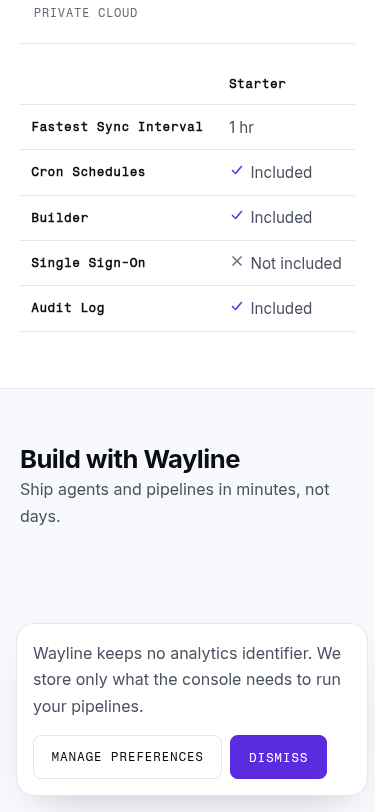 PRIVATE CLOUD
Starter
Fastest Sync Interval 1 hr
Cron Schedules Included
Builder Included
Single Sign-On Not included
Audit Log Included
Build with Wayline
Ship agents and pipelines in minutes, not
days.
Wayline keeps no analytics identifier. We
store only what the console needs to run
your pipelines.
MANAGE PREFERENCES DISMISS